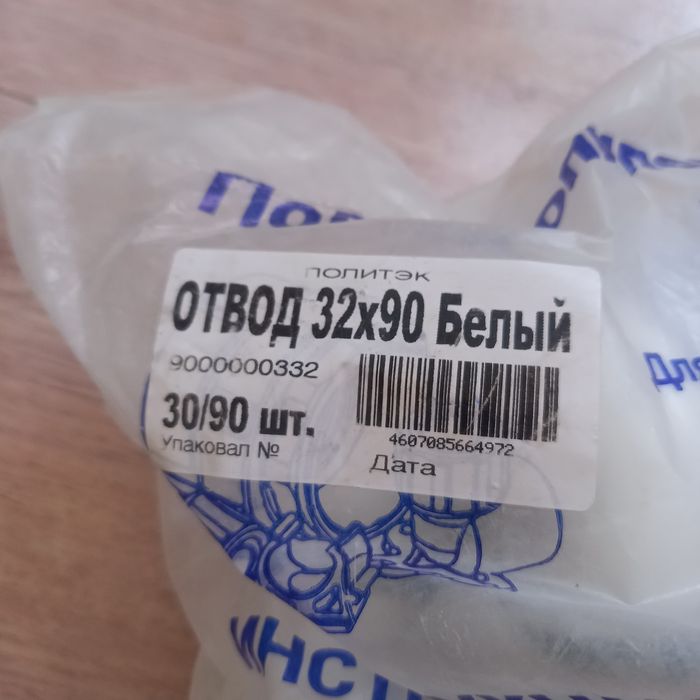 ПОЛИТЭК
ОТВОД 32х90 Белый
9000000332
30/90 шт.
4607085664972
Упаковал №
Дата